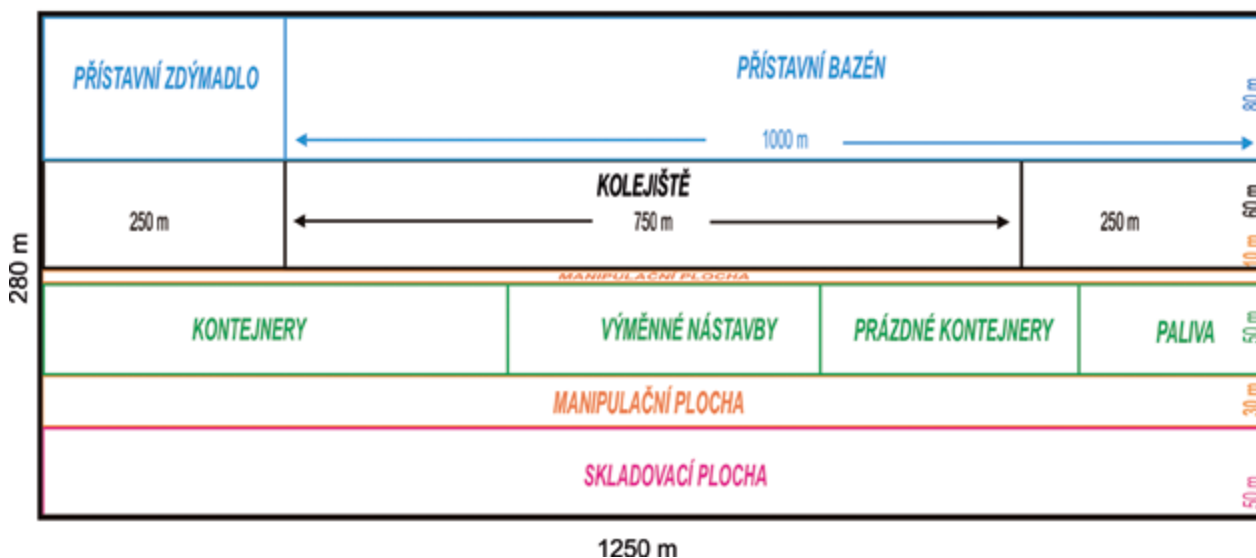 PŘÍSTAVNÍ ZDÝMADLO
PŘÍSTAVNÍ BAZÉN
80 m
1000 m
KOLEJIŠTĚ
250 m
750 m
250 m
60 m
10 m
MANIPULAČNÍ PLOCHA
280 m
KONTEJNERY
VÝMĚNNÉ NÁSTAVBY
PRÁZDNÉ KONTEJNERY
PALIVA
50 m
MANIPULAČNÍ PLOCHA
30 m
SKLADOVACÍ PLOCHA
50 m
1250 m